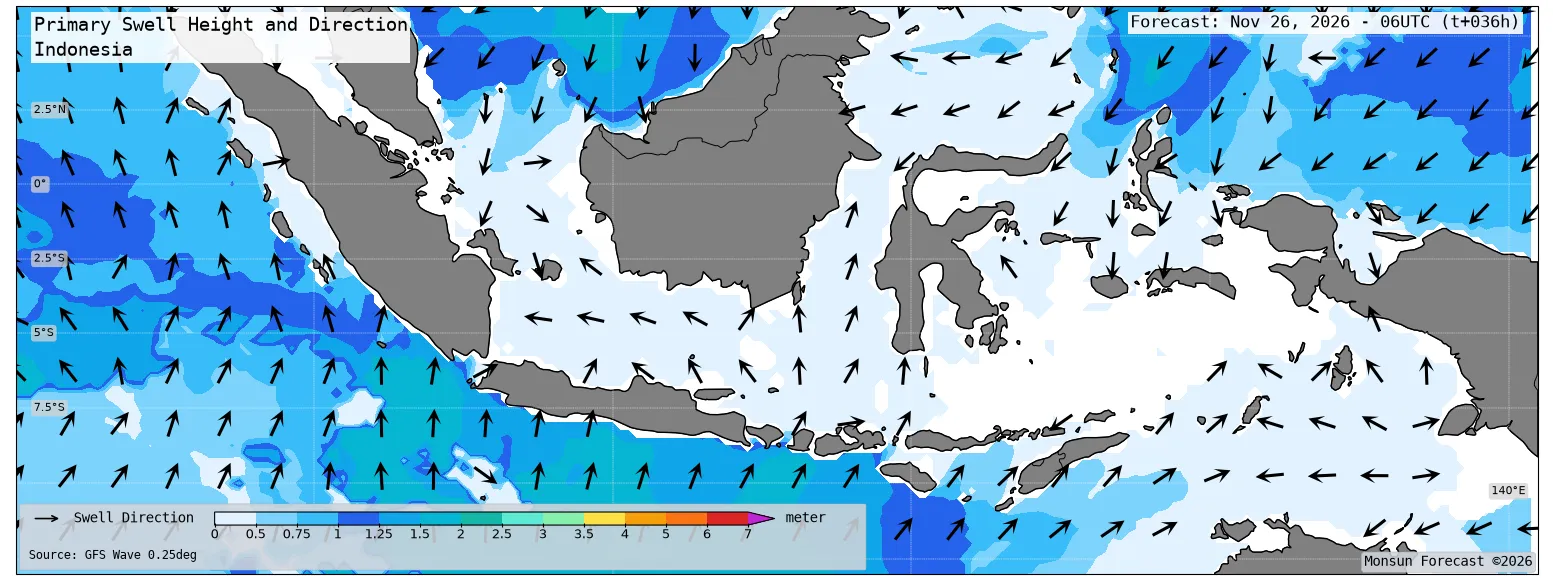 Primary Swell Height and Direction
Indonesia
Forecast: Nov 26, 2026 - 06UTC (t+036h)
2.5°N
0°
2.5°S
5°S
7.5°S
140°E
Swell Direction
meter
0 0.5 0.75 1 1.25 1.5 2 2.5 3 3.5 4 5 6 7
Source: GFS Wave 0.25deg
Monsun Forecast ©2026